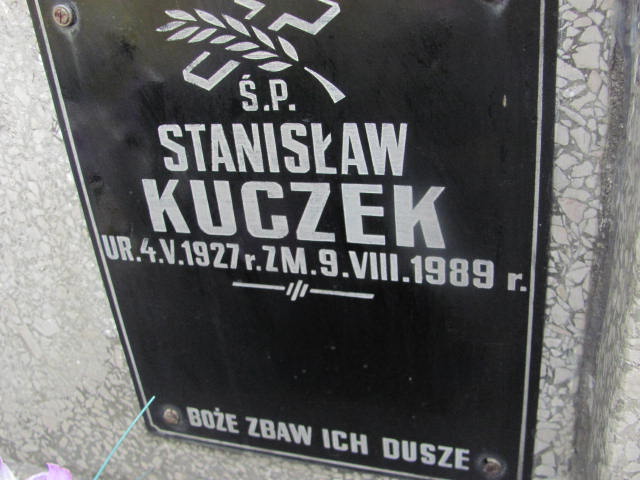 Ś.P.
STANISŁAW
KUCZEK
UR.4.V.1927 r. ZM.9.VIII.1989 r.
BOŻE ZBAW ICH DUSZE